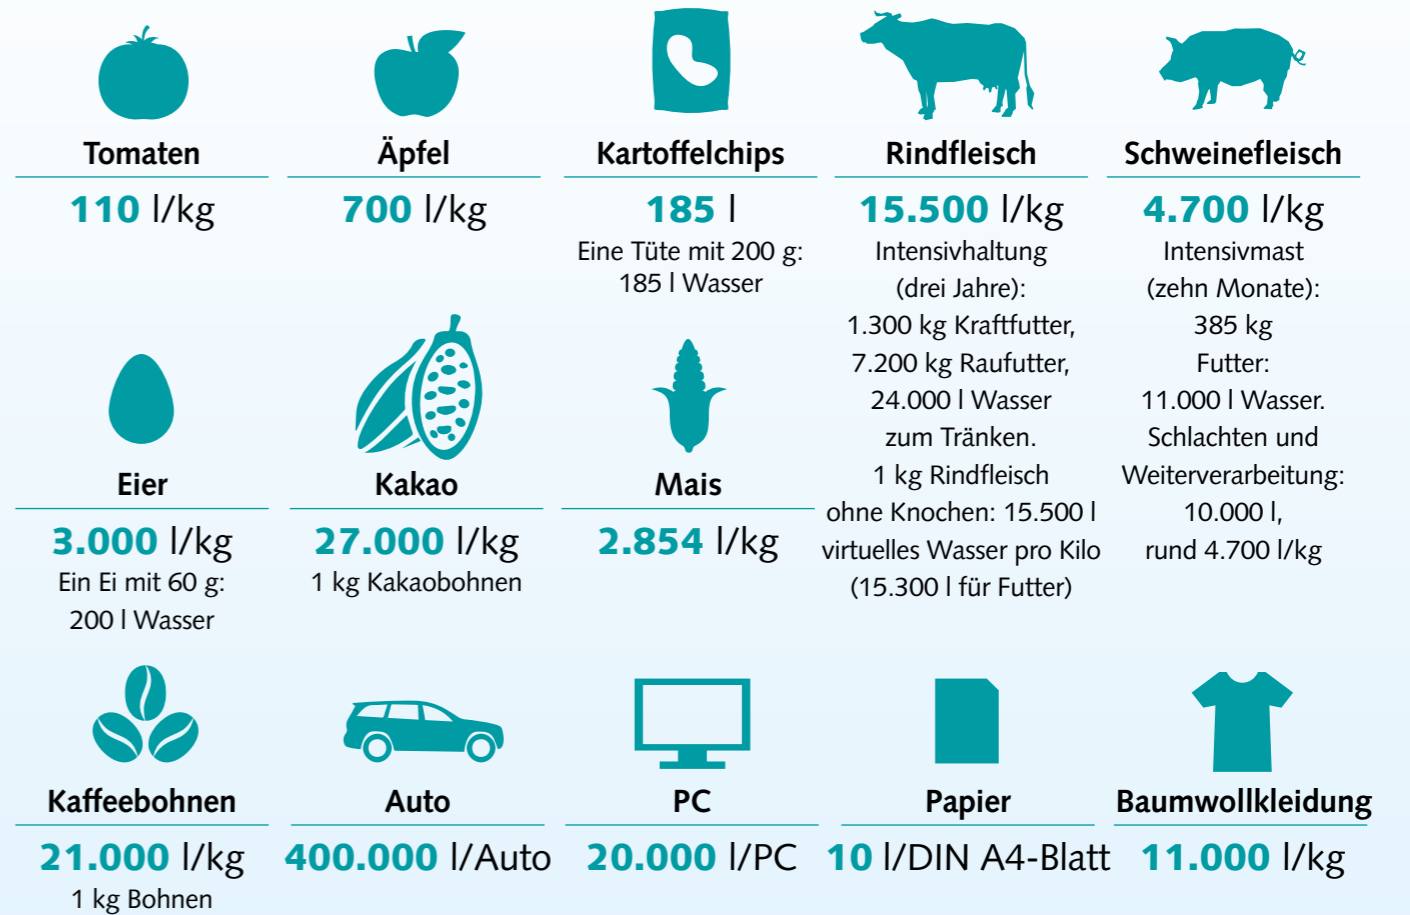 Tomaten
110 l/kg
Äpfel
700 l/kg
Kartoffelchips
185 l
Eine Tüte mit 200 g:
185 l Wasser
Rindfleisch
15.500 l/kg
Intensivhaltung
(drei Jahre):
1.300 kg Kraftfutter,
7.200 kg Raufutter,
24.000 l Wasser
zum Tränken.
1 kg Rindfleisch
ohne Knochen: 15.500 l
virtuelles Wasser pro Kilo
(15.300 l für Futter)
Schweinefleisch
4.700 l/kg
Intensivmast
(zehn Monate):
385 kg
Futter:
11.000 l Wasser.
Schlachten und
Weiterverarbeitung:
10.000 l,
rund 4.700 l/kg
Eier
3.000 l/kg
Ein Ei mit 60 g:
200 l Wasser
Kakao
27.000 l/kg
1 kg Kakaobohnen
Mais
2.854 l/kg
Kaffeebohnen
21.000 l/kg
1 kg Bohnen
Auto
400.000 l/Auto
PC
20.000 l/PC
Papier
10 l/DIN A4-Blatt
Baumwollkleidung
11.000 l/kg